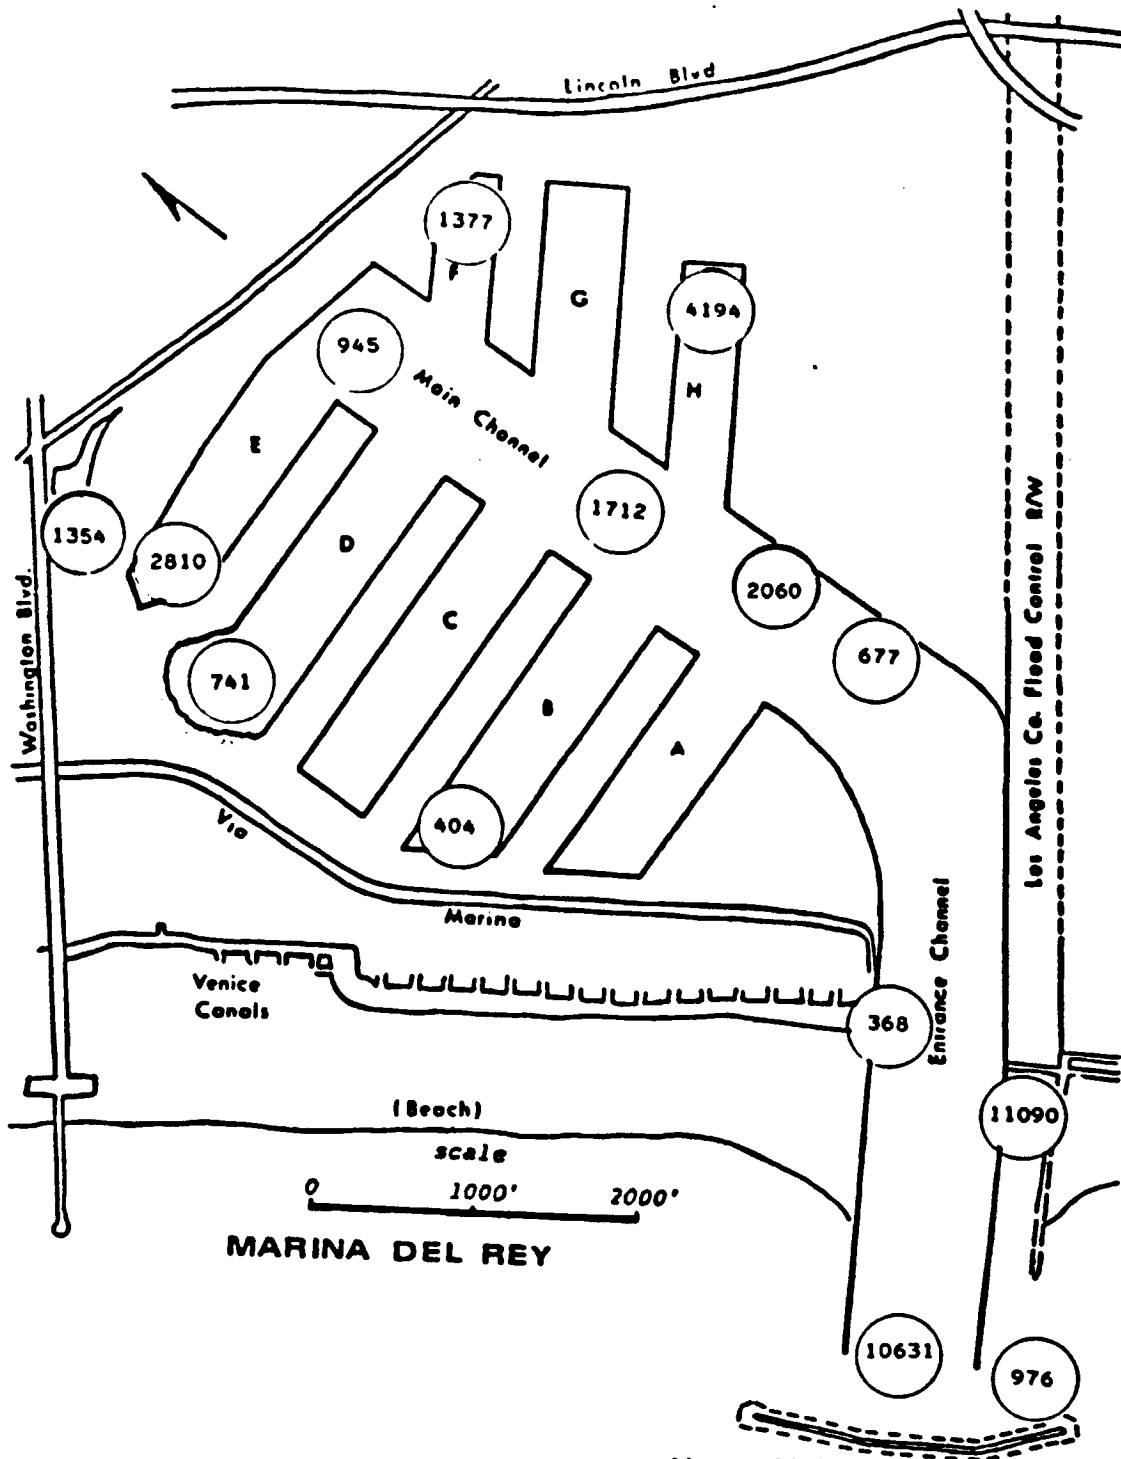 Lincoln Blvd
1377
F
G
4194
945
Main Channel
H
E
1712
1354
2810
D
2060
C
677
741
B
A
404
Washington Blvd.
Los Angeles Co. Flood Control R/W
Via
Marina
Entrance Channel
Venice
Canals
368
(Beach)
11090
scale
0 1000' 2000'
MARINA DEL REY
10631
976